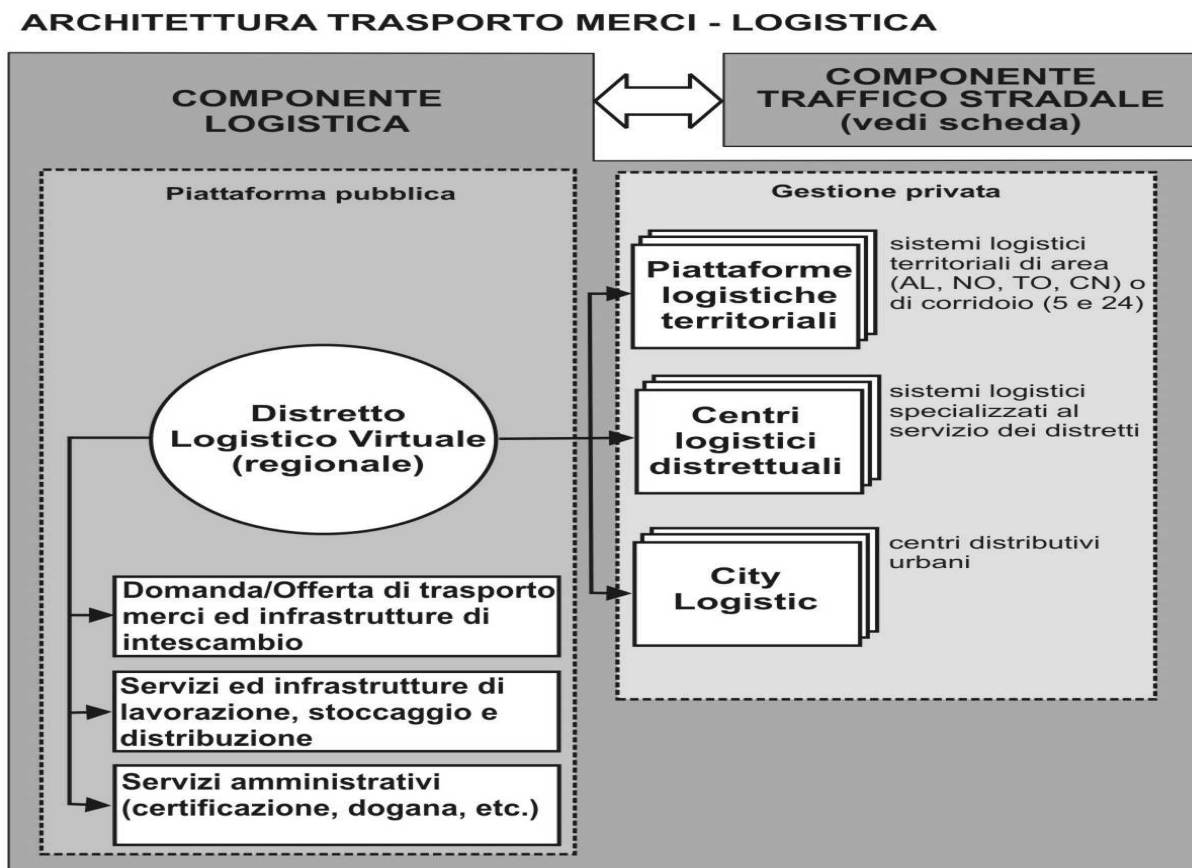 ARCHITETTURA TRASPORTO MERCI - LOGISTICA
COMPONENTE
LOGISTICA
COMPONENTE
TRAFFICO STRADALE
(vedi scheda)
Piattaforma pubblica
Distretto
Logistico Virtuale
(regionale)
Domanda/Offerta di trasporto
merci ed infrastrutture di
intescambio
Servizi ed infrastrutture di
lavorazione, stoccaggio e
distribuzione
Servizi amministrativi
(certificazione, dogana, etc.)
Gestione privata
Piattaforme
logistiche
territoriali
sistemi logistici
territoriali di area
(AL, NO, TO, CN) o
di corridoio (5 e 24)
Centri
logistici
distrettuali
sistemi logistici
specializzati al
servizio dei distretti
City
Logistic
centri distributivi
urbani